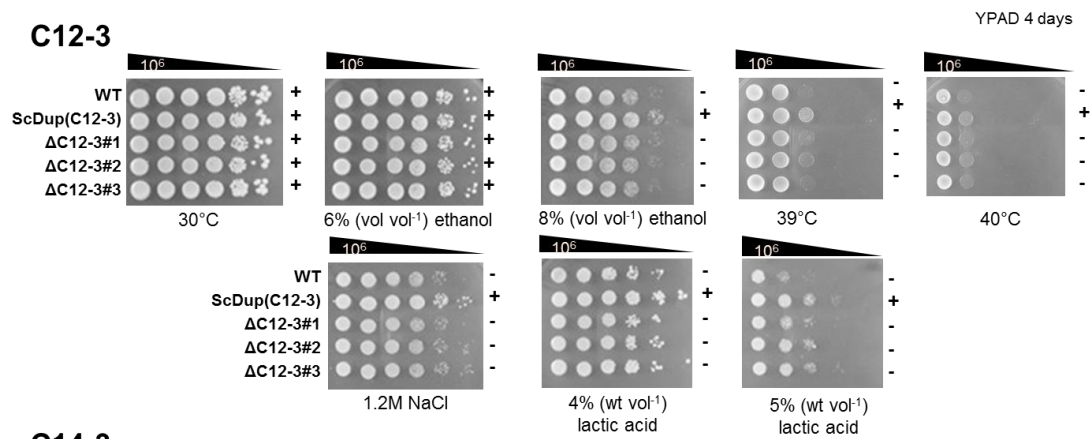 YPAD 4 days
C12-3
10⁶ 10⁶ 10⁶ 10⁶ 10⁶
WT + + - - -
ScDup(C12-3) + + + + +
ΔC12-3#1 + + - - -
ΔC12-3#2 + + - - -
ΔC12-3#3 + + - - -
30°C 6% (vol vol⁻¹) ethanol 8% (vol vol⁻¹) ethanol 39°C 40°C
10⁶ 10⁶ 10⁶
WT - - -
ScDup(C12-3) + + +
ΔC12-3#1 - - -
ΔC12-3#2 - - -
ΔC12-3#3 - - -
1.2M NaCl 4% (wt vol⁻¹) 5% (wt vol⁻¹)
lactic acid lactic acid